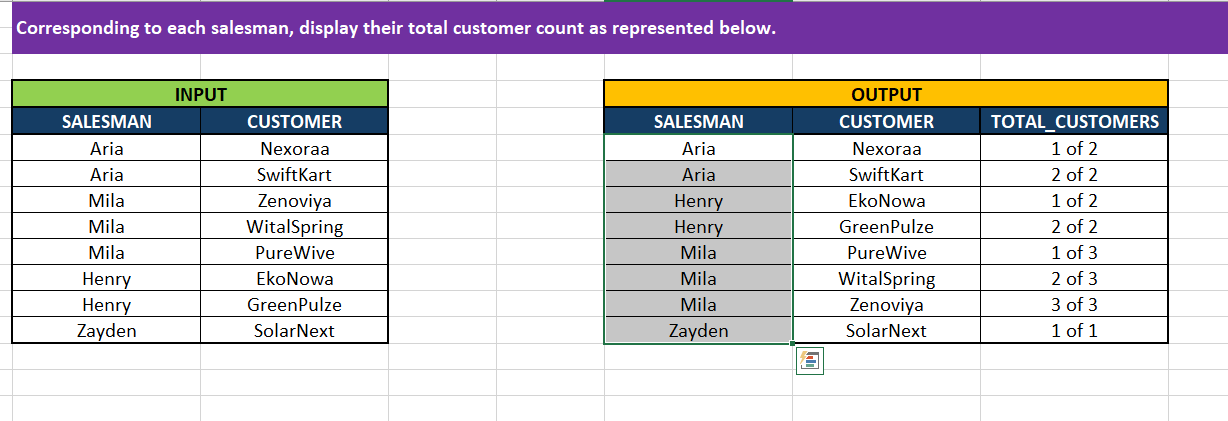 Corresponding to each salesman, display their total customer count as represented below.
INPUT
SALESMAN CUSTOMER
Aria Nexoraa
Aria SwiftKart
Mila Zenoviya
Mila WitalSpring
Mila PureWive
Henry EkoNowa
Henry GreenPulze
Zayden SolarNext
OUTPUT
SALESMAN CUSTOMER TOTAL_CUSTOMERS
Aria Nexoraa 1 of 2
Aria SwiftKart 2 of 2
Henry EkoNowa 1 of 2
Henry GreenPulze 2 of 2
Mila PureWive 1 of 3
Mila WitalSpring 2 of 3
Mila Zenoviya 3 of 3
Zayden SolarNext 1 of 1